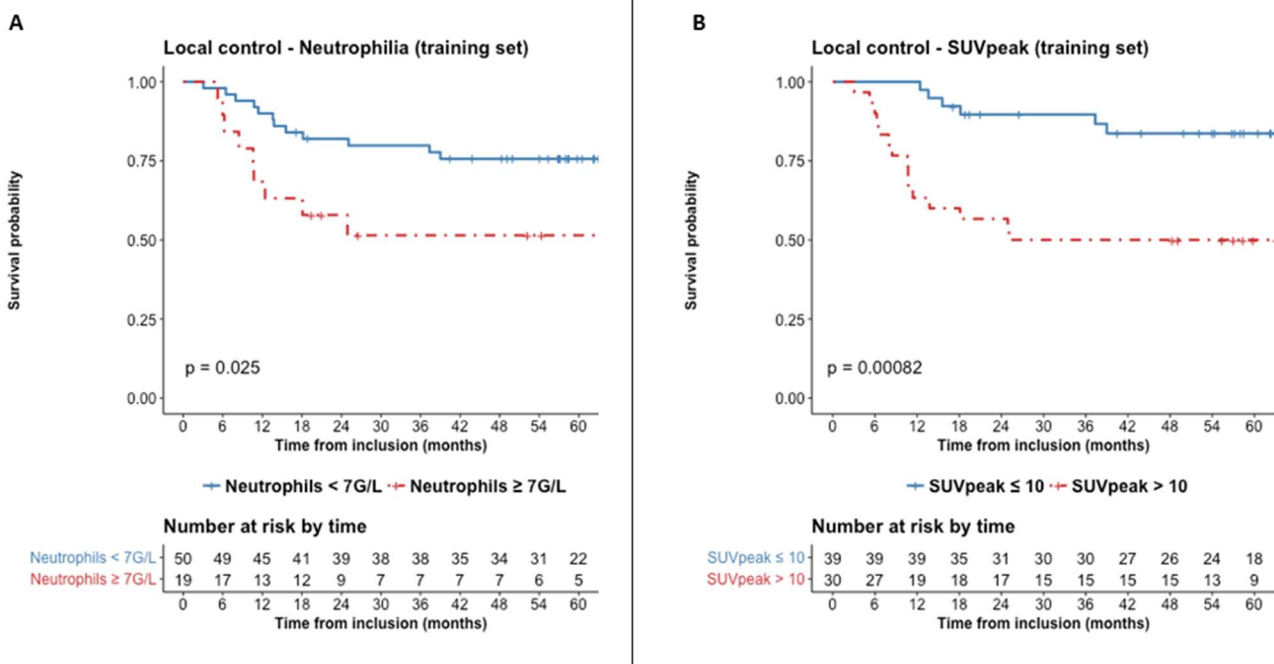 A
Local control - Neutrophilia (training set)
Survival probability
1.00
0.75
0.50
0.25
0.00
p = 0.025
0 6 12 18 24 30 36 42 48 54 60
Time from inclusion (months)
Neutrophils < 7G/L Neutrophils ≥ 7G/L
Number at risk by time
Neutrophils < 7G/L 50 49 45 41 39 38 38 35 34 31 22
Neutrophils ≥ 7G/L 19 17 13 12 9 7 7 7 7 6 5
0 6 12 18 24 30 36 42 48 54 60
Time from inclusion (months)
B
Local control - SUVpeak (training set)
Survival probability
1.00
0.75
0.50
0.25
0.00
p = 0.00082
0 6 12 18 24 30 36 42 48 54 60
Time from inclusion (months)
SUVpeak ≤ 10 SUVpeak > 10
Number at risk by time
SUVpeak ≤ 10 39 39 39 35 31 30 30 27 26 24 18
SUVpeak > 10 30 27 19 18 17 15 15 15 15 13 9
0 6 12 18 24 30 36 42 48 54 60
Time from inclusion (months)